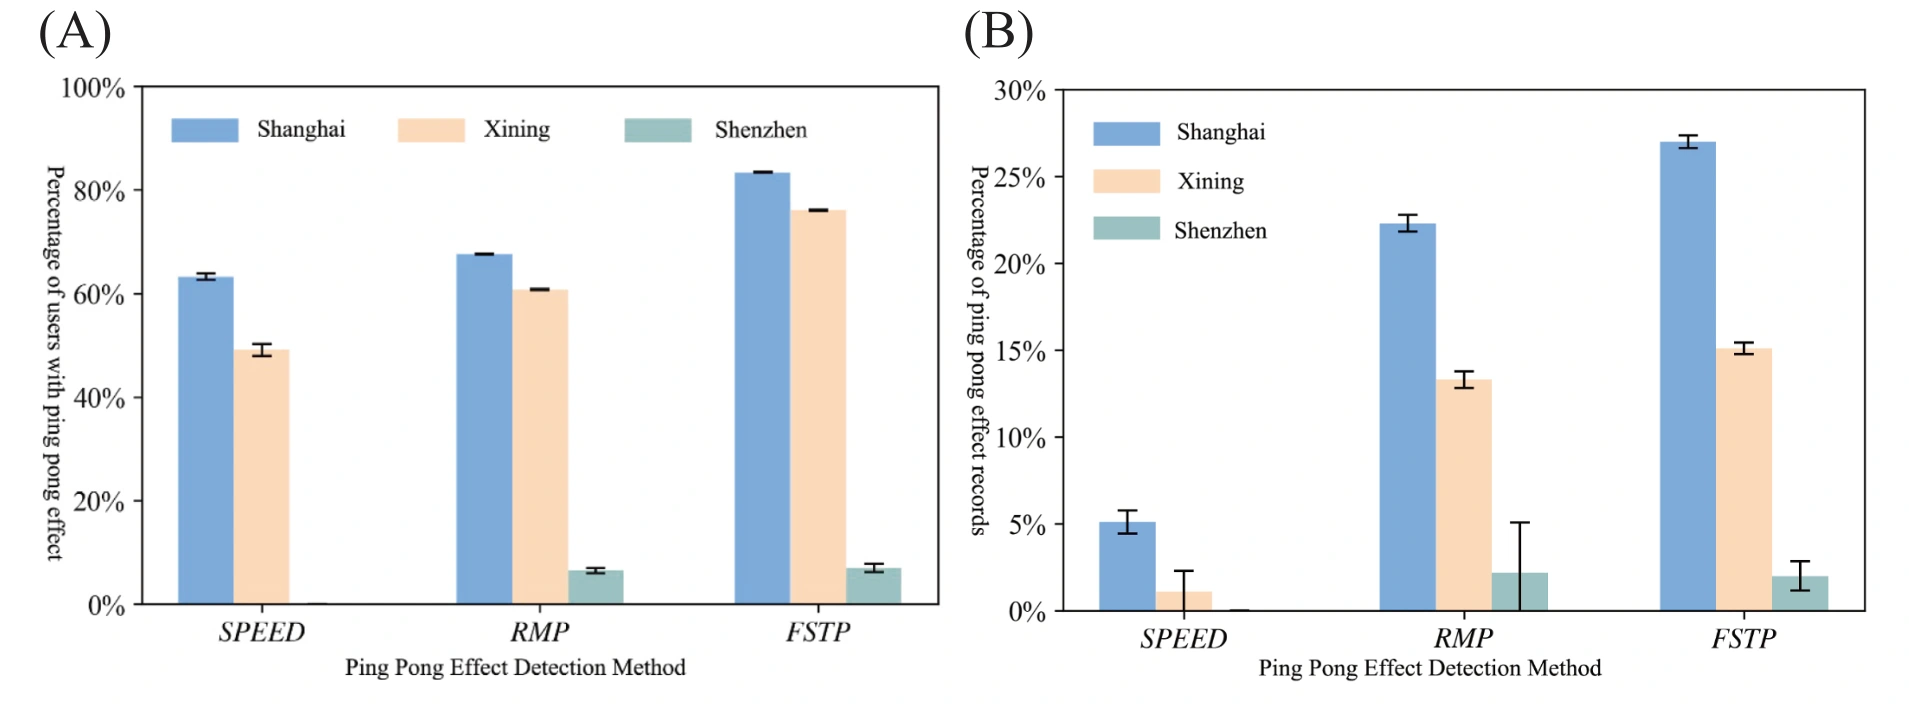 (A)
100%
80%
60%
40%
20%
0%
Percentage of users with ping pong effect
Shanghai
Xining
Shenzhen
SPEED
RMP
FSTP
Ping Pong Effect Detection Method
(B)
30%
25%
20%
15%
10%
5%
0%
Percentage of ping pong effect records
Shanghai
Xining
Shenzhen
SPEED
RMP
FSTP
Ping Pong Effect Detection Method